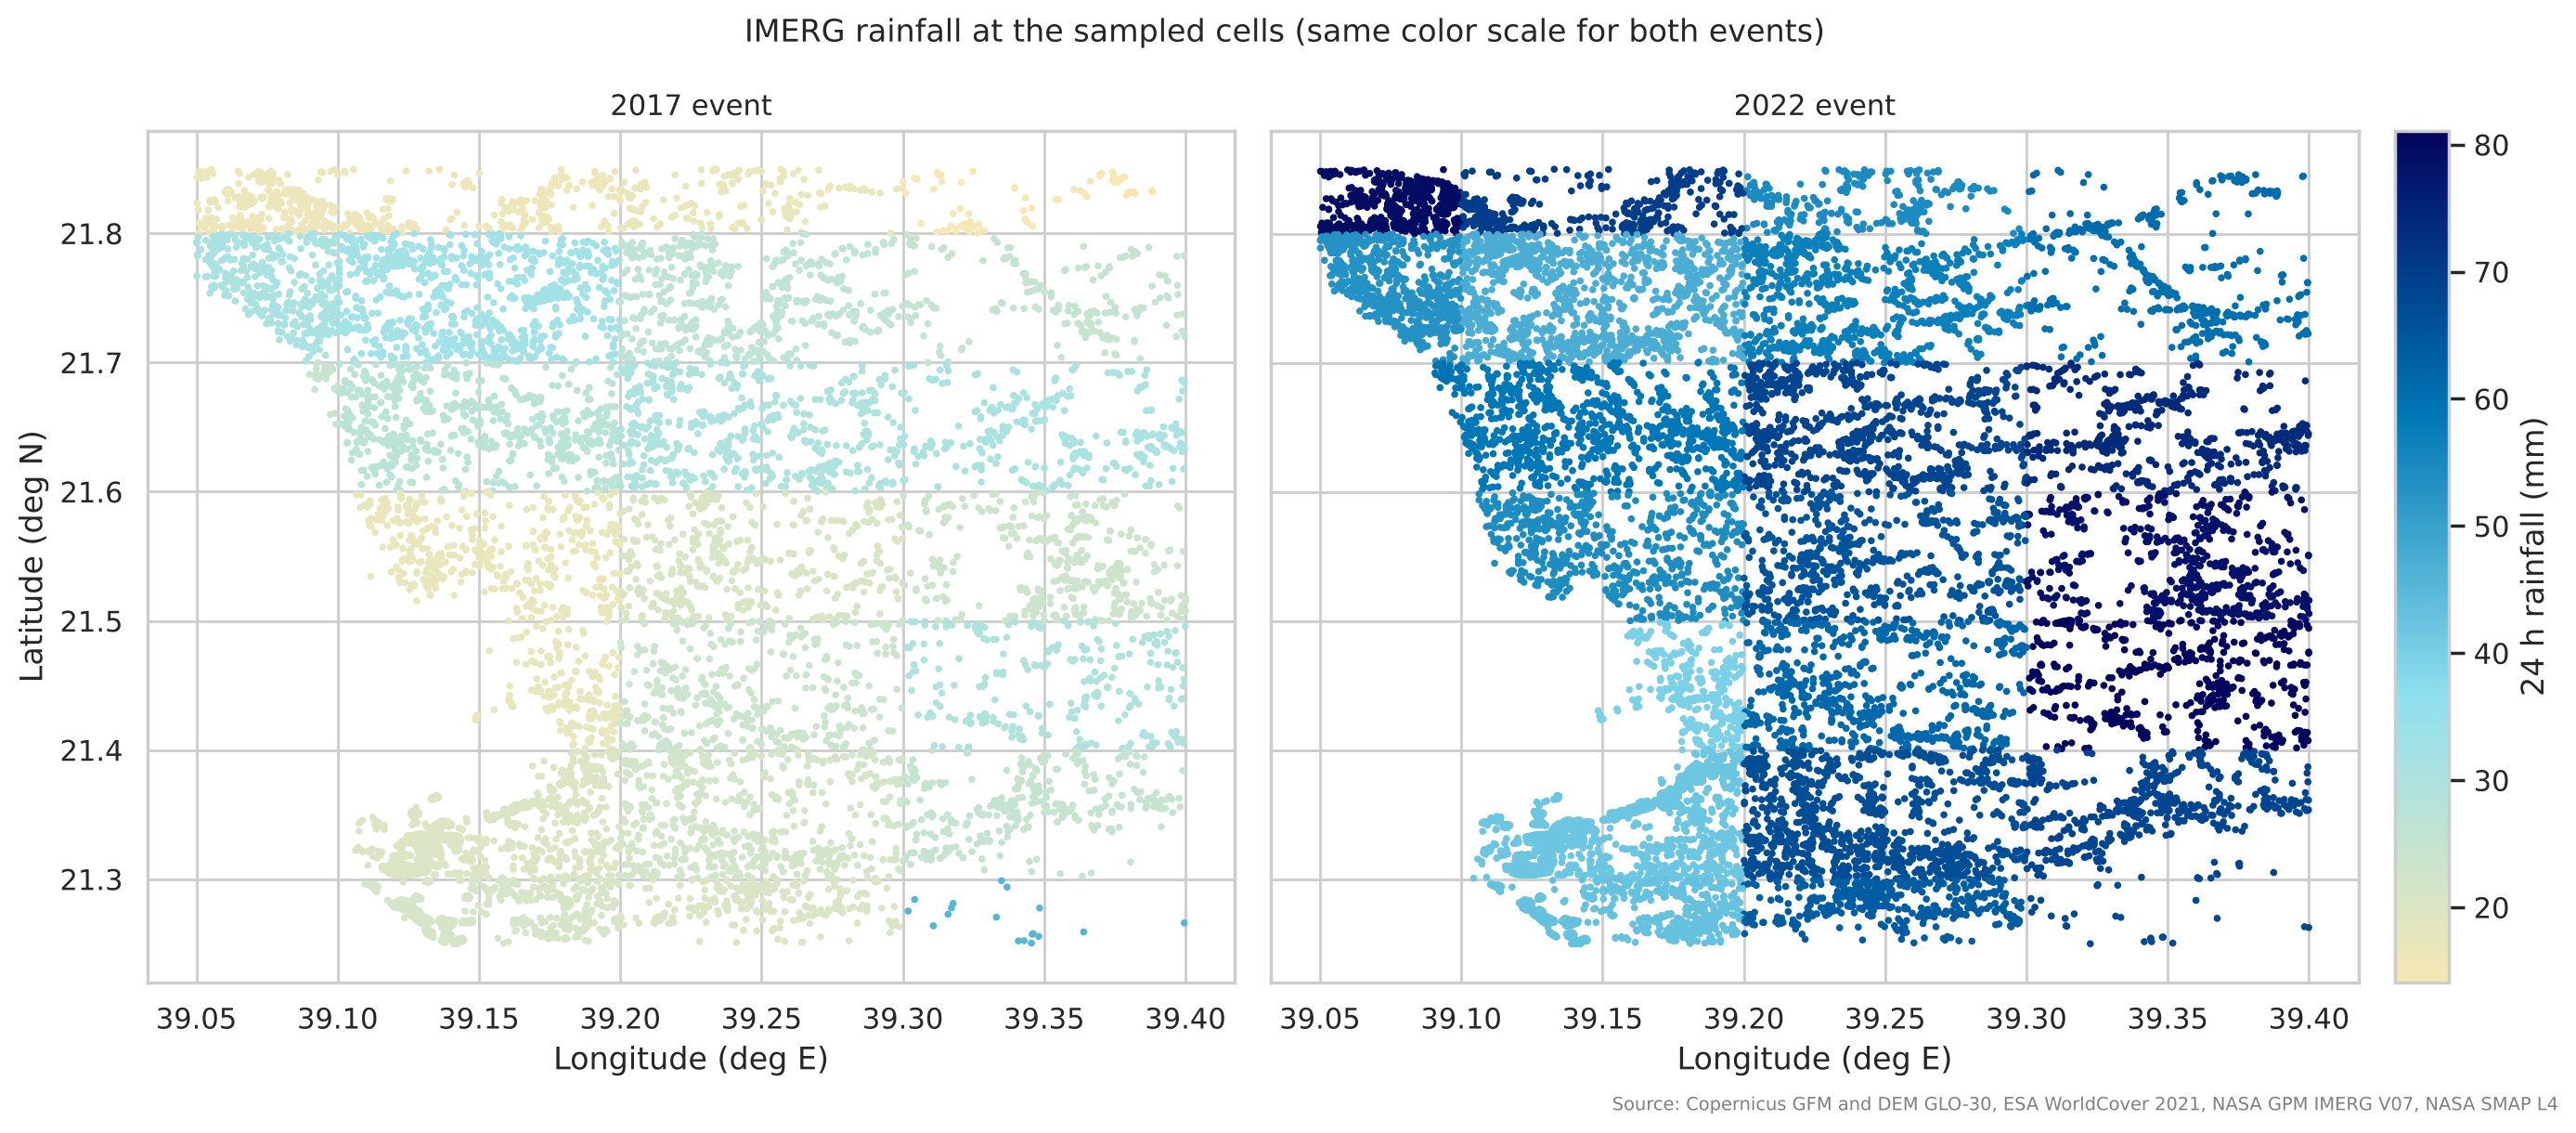 IMERG rainfall at the sampled cells (same color scale for both events)
2017 event
2022 event
Latitude (deg N)
21.8
21.7
21.6
21.5
21.4
21.3
39.05 39.10 39.15 39.20 39.25 39.30 39.35 39.40
Longitude (deg E)
39.05 39.10 39.15 39.20 39.25 39.30 39.35 39.40
Longitude (deg E)
80
70
60
50
40
30
20
24 h rainfall (mm)
Source: Copernicus GFM and DEM GLO-30, ESA WorldCover 2021, NASA GPM IMERG V07, NASA SMAP L4